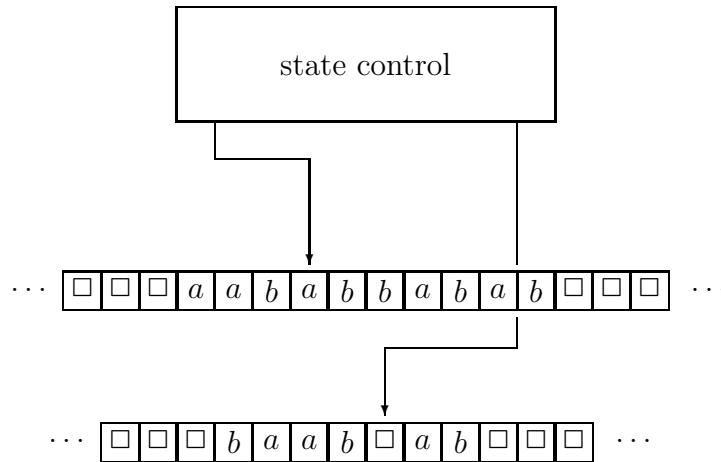 state control
··· □ □ □ a a b a b b a b a b □ □ □ ···
··· □ □ □ b a a b □ a b □ □ □ ···